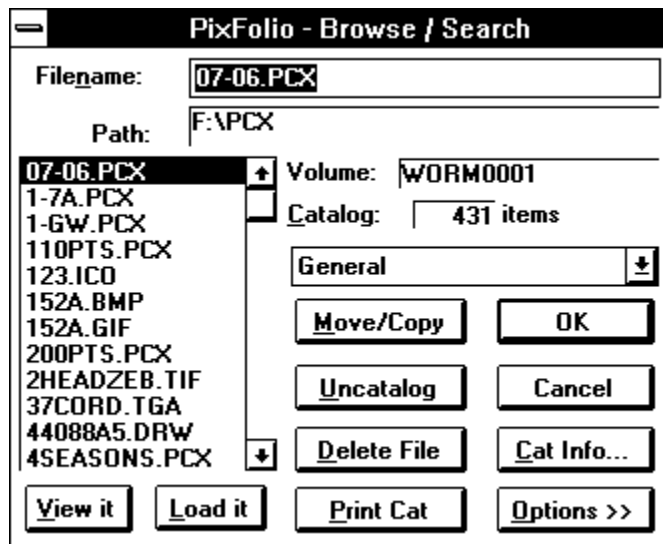 PixFolio - Browse / Search
Filename: 07-06.PCX
Path: F:\PCX
07-06.PCX
1-7A.PCX
1-GW.PCX
110PTS.PCX
123.ICO
152A.BMP
152A.GIF
200PTS.PCX
2HEADZEB.TIF
37CORD.TGA
44088A5.DRW
4SEASONS.PCX
Volume: WORM0001
Catalog: 431 items
General
Move/Copy OK
Uncatalog Cancel
Delete File Cat Info...
View it Load it Print Cat Options >>